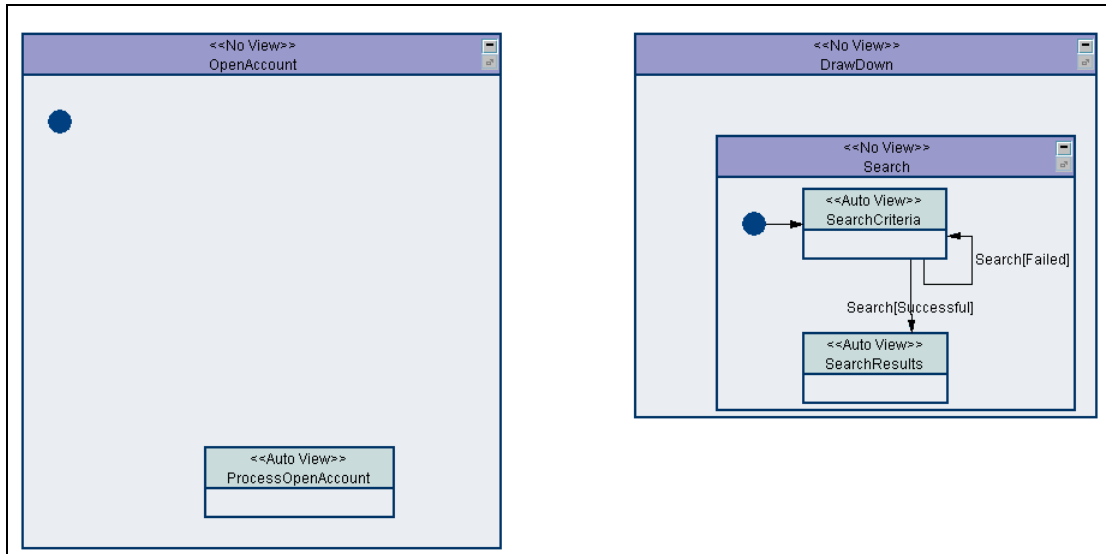 <<No View>>
OpenAccount
<<Auto View>>
ProcessOpenAccount
<<No View>>
DrawDown
<<No View>>
Search
<<Auto View>>
SearchCriteria
Search[Failed]
Search[Successful]
<<Auto View>>
SearchResults